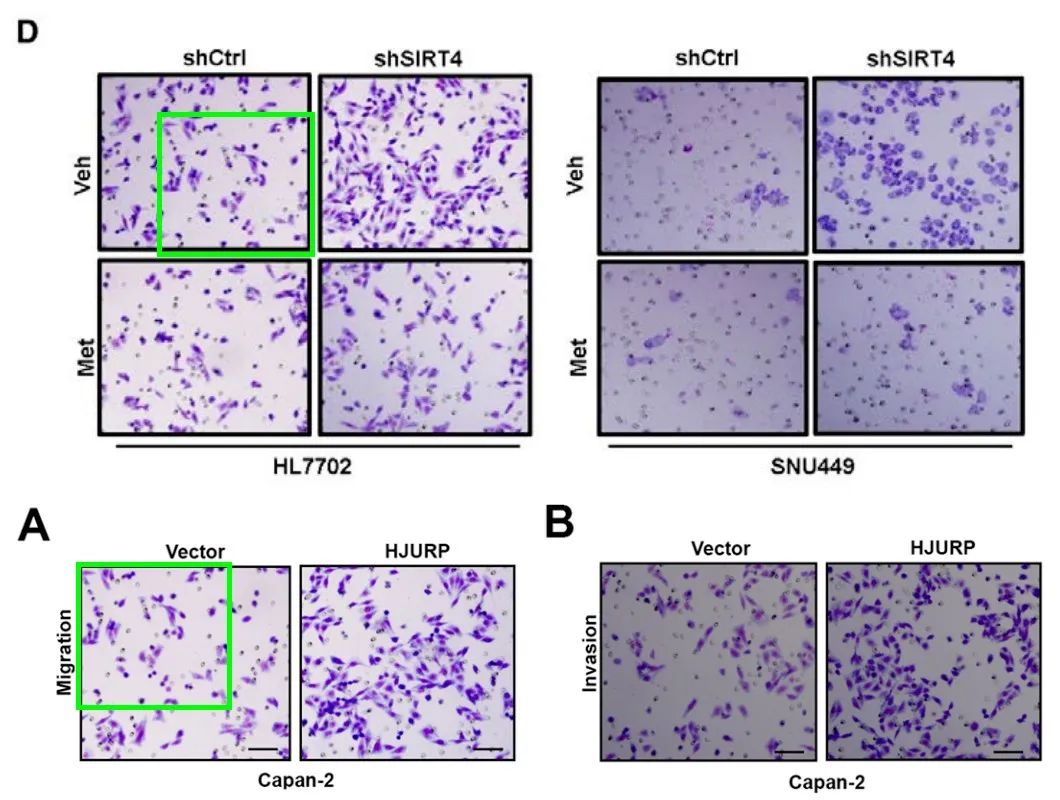 D
shCtrl shSIRT4 shCtrl shSIRT4
Veh Veh
Met Met
HL7702 SNU449
A B
Vector HJURP Vector HJURP
Migration Invasion
Capan-2 Capan-2